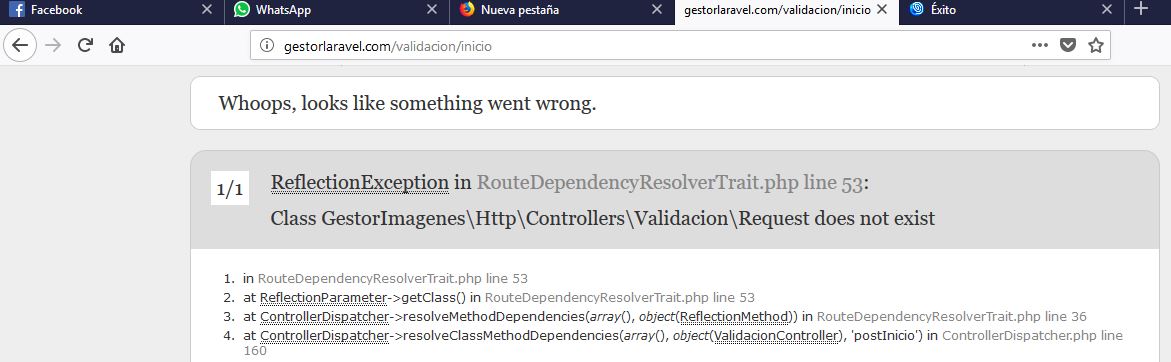 Facebook
WhatsApp
Nueva pestaña
gestorlaravel.com/validacion/inicio
Éxito
gestorlaravel.com/validacion/inicio
Whoops, looks like something went wrong.
1/1
ReflectionException in RouteDependencyResolverTrait.php line 53:
Class GestorImagenes\Http\Controllers\Validacion\Request does not exist
1. in RouteDependencyResolverTrait.php line 53
2. at ReflectionParameter->getClass() in RouteDependencyResolverTrait.php line 53
3. at ControllerDispatcher->resolveMethodDependencies(array(), object(ReflectionMethod)) in RouteDependencyResolverTrait.php line 36
4. at ControllerDispatcher->resolveClassMethodDependencies(array(), object(ValidacionController), 'postInicio') in ControllerDispatcher.php line
160